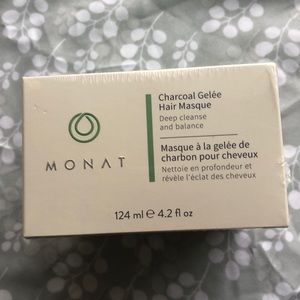 MONAT
Charcoal Gelée
Hair Masque
Deep cleanse
and balance
Masque à la gelée de
charbon pour cheveux
Nettoie en profondeur et
révèle l'éclat des cheveux
124 ml ℮ 4.2 fl oz